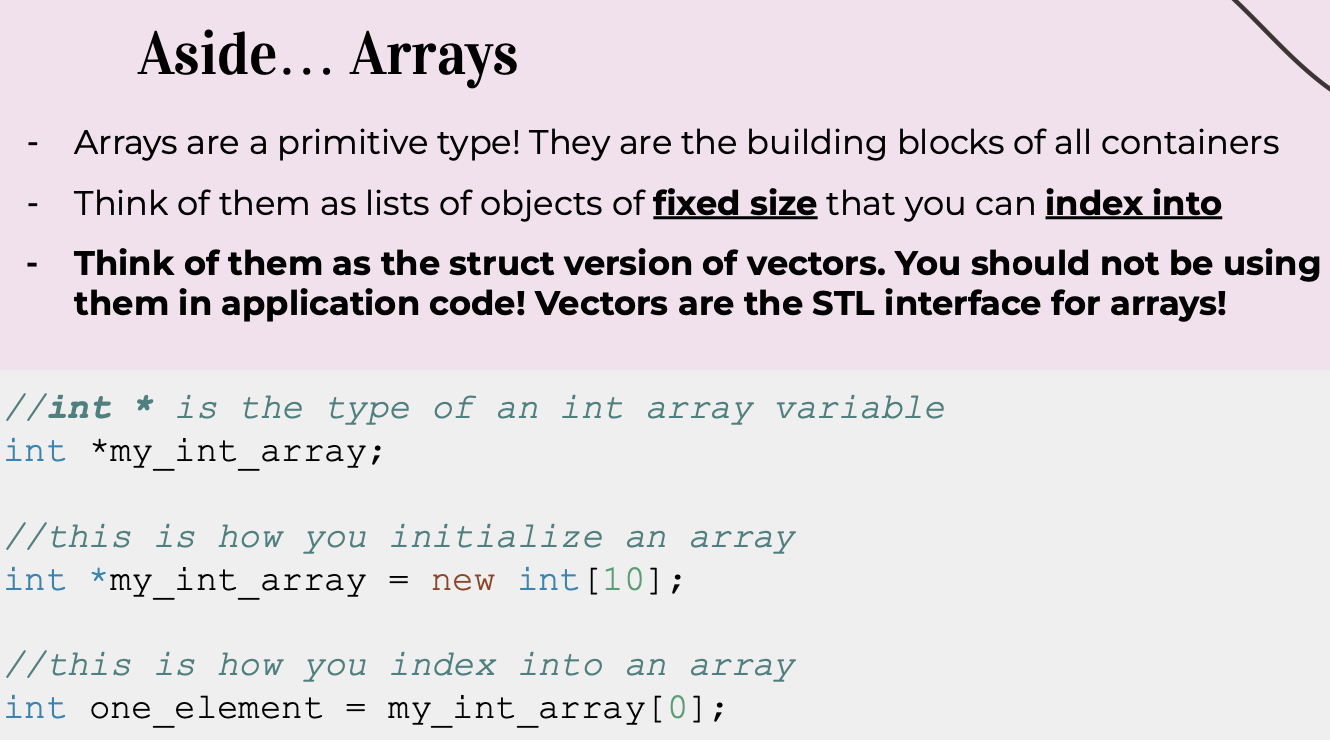 Aside... Arrays
- Arrays are a primitive type! They are the building blocks of all containers
- Think of them as lists of objects of fixed size that you can index into
- Think of them as the struct version of vectors. You should not be using
them in application code! Vectors are the STL interface for arrays!
//int * is the type of an int array variable
int *my_int_array;
//this is how you initialize an array
int *my_int_array = new int[10];
//this is how you index into an array
int one_element = my_int_array[0];